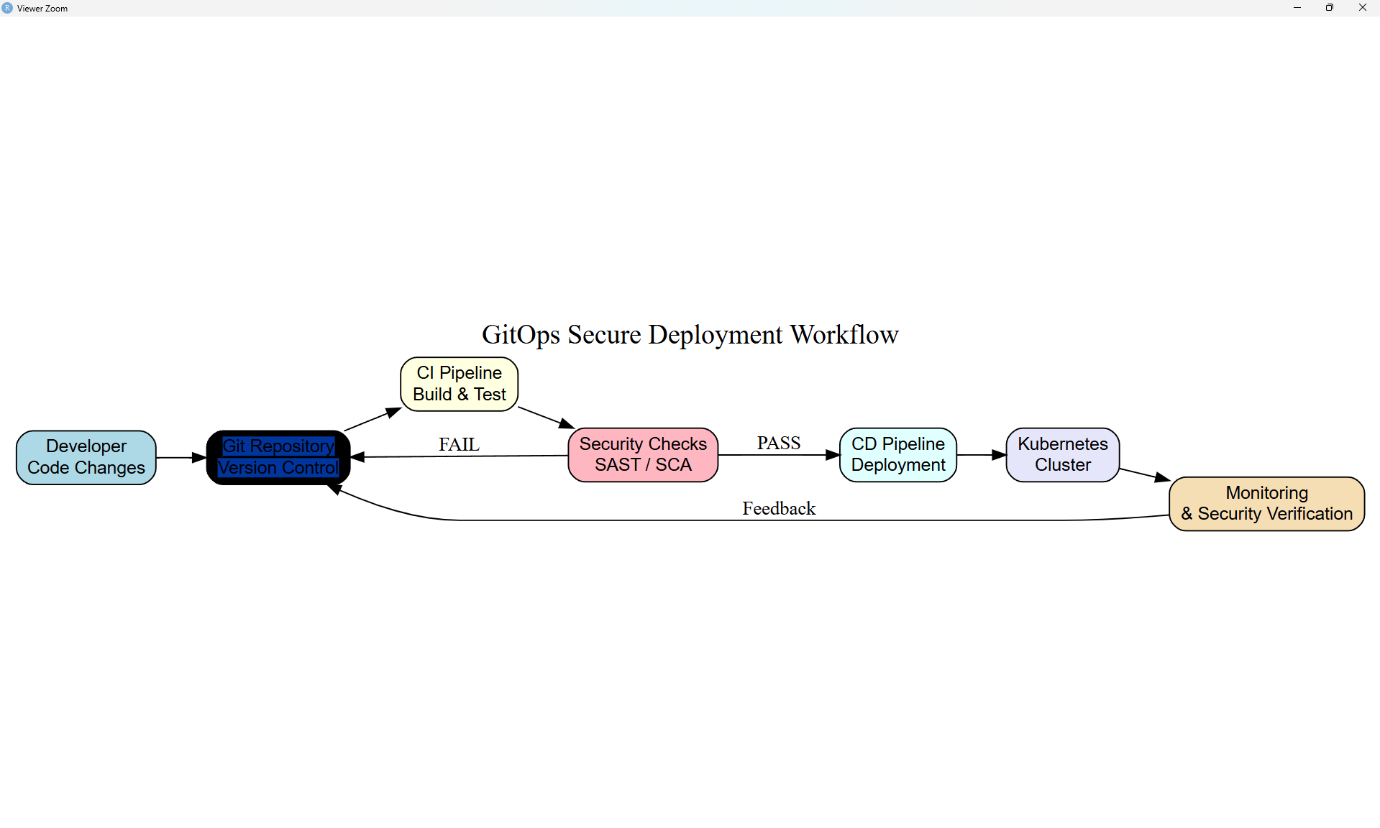 Viewer Zoom
GitOps Secure Deployment Workflow
CI Pipeline
Build & Test
Developer
Code Changes
Git Repository
Version Control
FAIL
Security Checks
SAST / SCA
PASS
CD Pipeline
Deployment
Kubernetes
Cluster
Monitoring
& Security Verification
Feedback